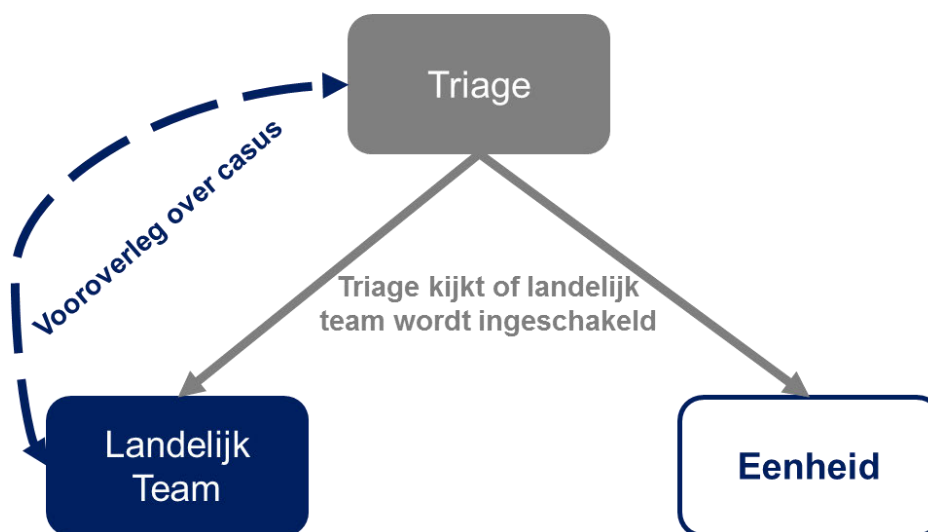 Triage
Vooroverleg over casus
Triage kijkt of landelijk
team wordt ingeschakeld
Landelijk
Team
Eenheid